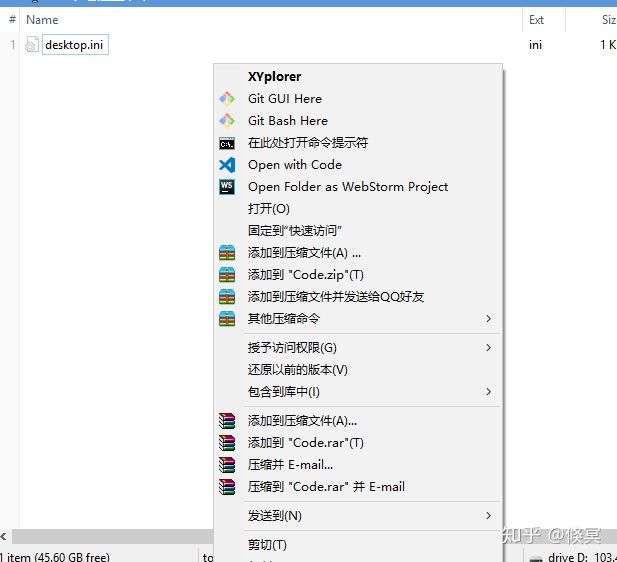 # Name Ext Siz
1 desktop.ini ini 1 K
XYplorer
Git GUI Here
Git Bash Here
C:\.
在此处打开命令提示符
Open with Code
WS
Open Folder as WebStorm Project
打开(O)
固定到"快速访问"
添加到压缩文件(A) ...
添加到 "Code.zip"(T)
添加到压缩文件并发送给QQ好友
其他压缩命令
授予访问权限(G)
还原以前的版本(V)
包含到库中(I)
添加到压缩文件(A)...
添加到 "Code.rar"(T)
压缩并 E-mail...
压缩到 "Code.rar" 并 E-mail
发送到(N)
剪切(T)
知乎 @倏冥
1 item (45.60 GB free) to drive D: 103.4